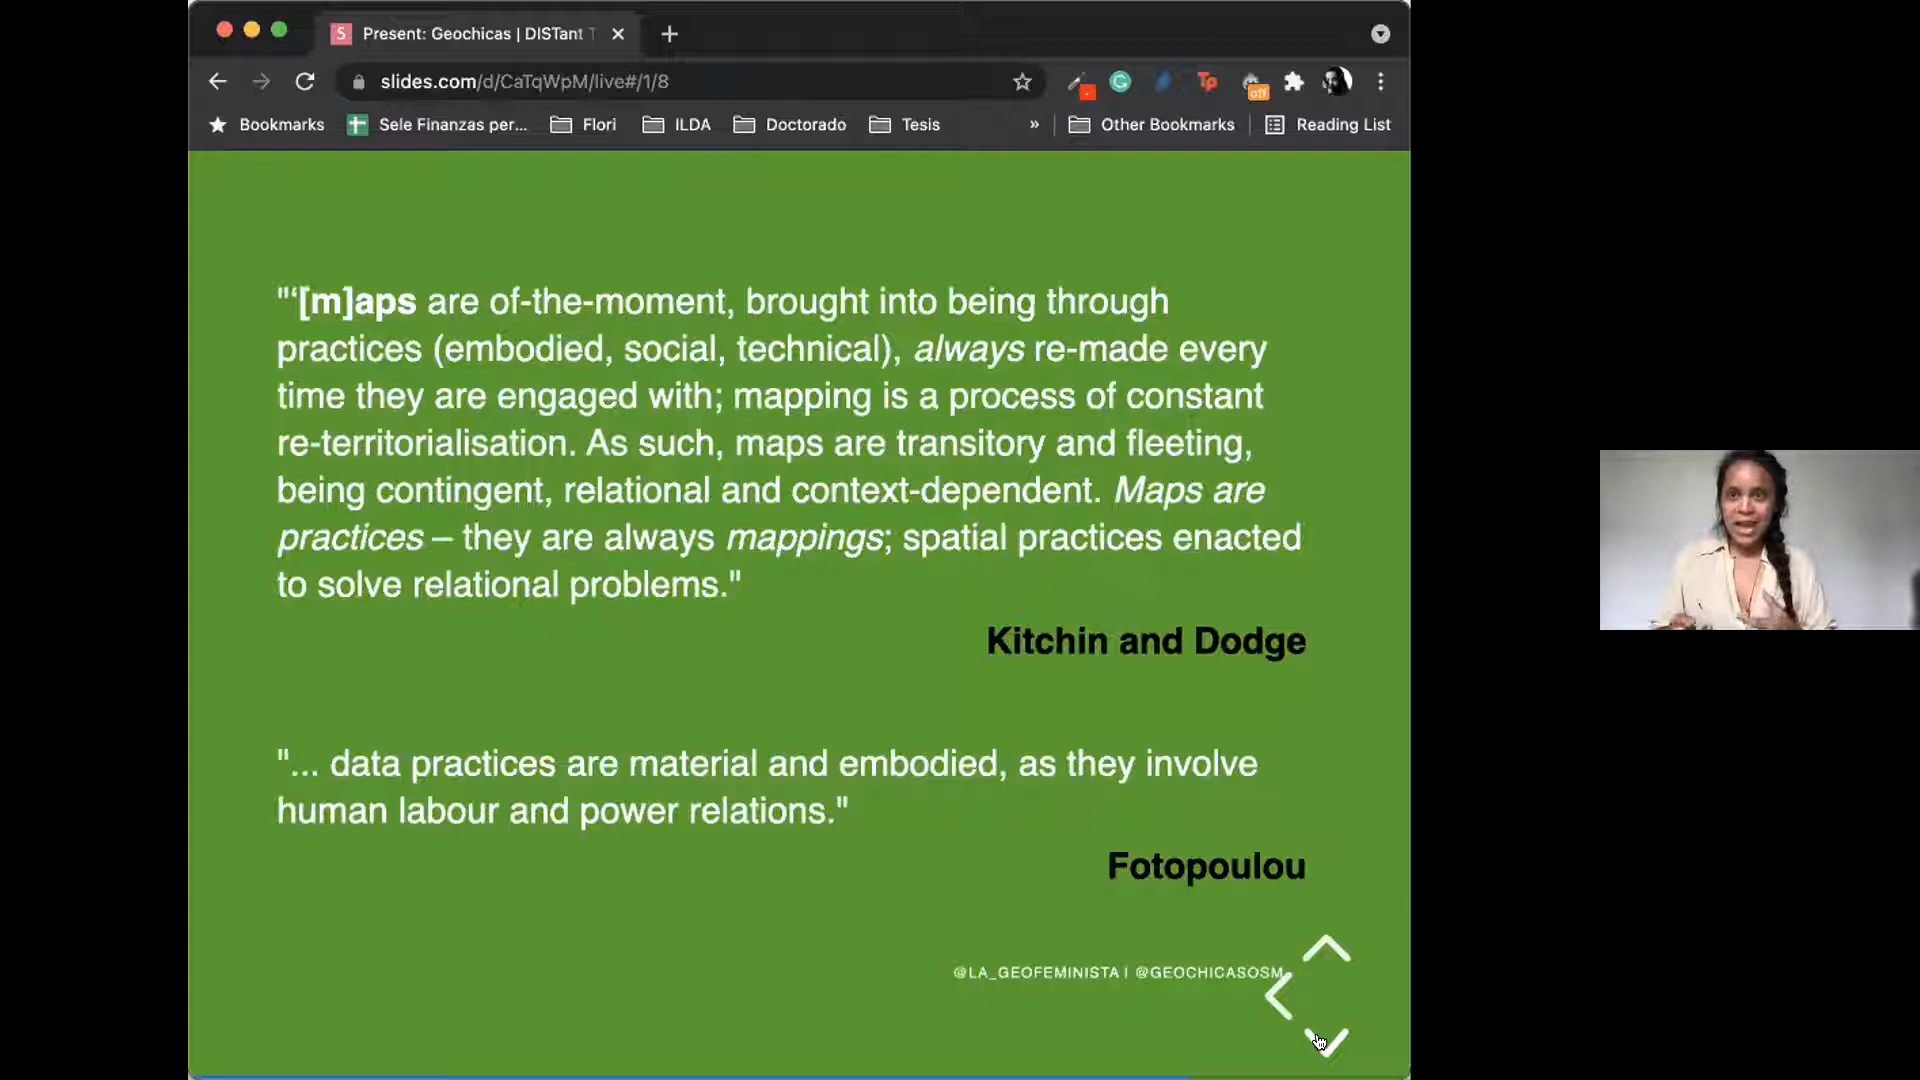 Present: Geochicas | DISTant T
slides.com/d/CaTqWpM/live#/1/8
Tp
off
Bookmarks
Sele Finanzas per...
Flori
ILDA
Doctorado
Tesis
»
Other Bookmarks
Reading List
"‘[m]aps are of-the-moment, brought into being through
practices (embodied, social, technical), always re-made every
time they are engaged with; mapping is a process of constant
re-territorialisation. As such, maps are transitory and fleeting,
being contingent, relational and context-dependent. Maps are
practices – they are always mappings; spatial practices enacted
to solve relational problems."
Kitchin and Dodge
"... data practices are material and embodied, as they involve
human labour and power relations."
Fotopoulou
@LA_GEOFEMINISTA | @GEOCHICASOSM